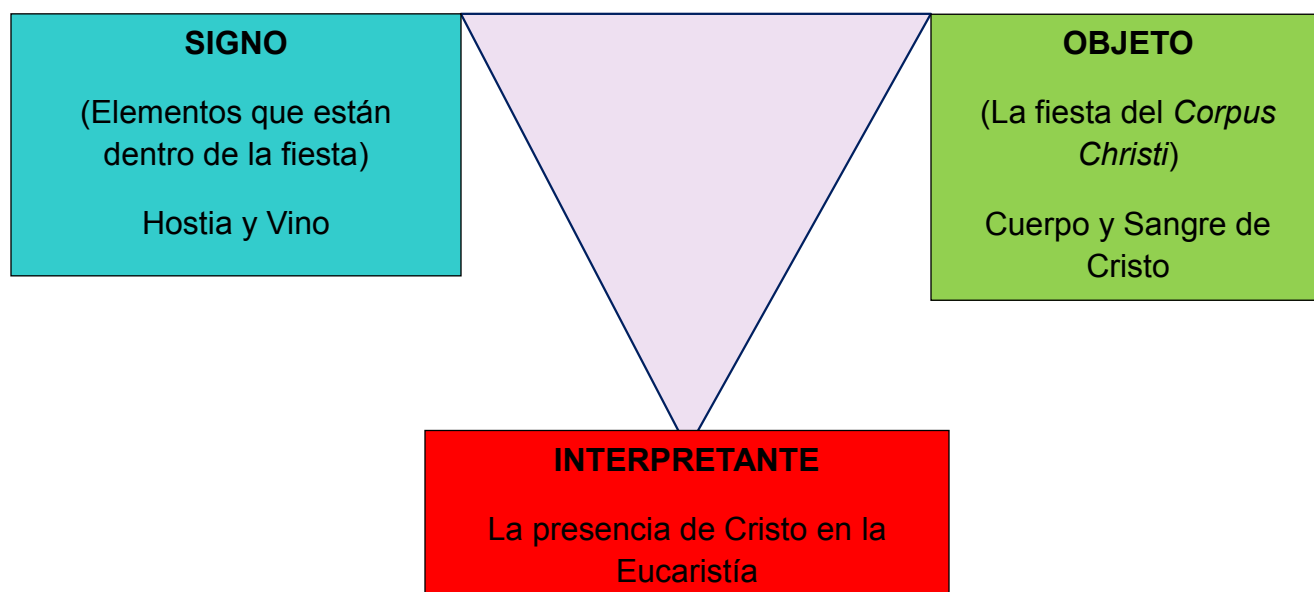 SIGNO
(Elementos que están
dentro de la fiesta)
Hostia y Vino
OBJETO
(La fiesta del Corpus
Christi)
Cuerpo y Sangre de
Cristo
INTERPRETANTE
La presencia de Cristo en la
Eucaristía